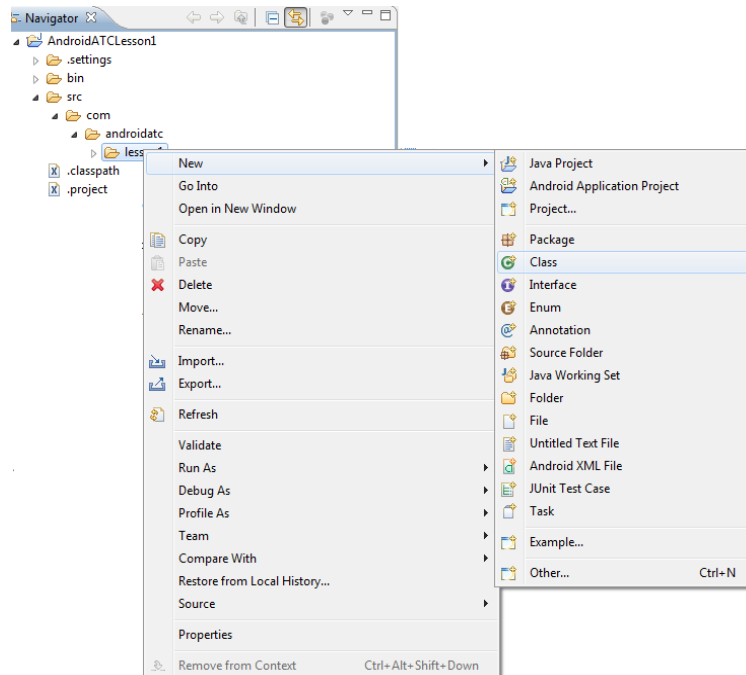 Navigator
AndroidATCLesson1
.settings
bin
src
com
androidatc
.classpath
.project
New
Go Into
Open in New Window
Copy
Paste
Delete
Move...
Rename...
Import...
Export...
Refresh
Validate
Run As
Debug As
Profile As
Team
Compare With
Restore from Local History...
Source
Properties
Remove from Context Ctrl+Alt+Shift+Down
Java Project
Android Application Project
Project...
Package
Class
Interface
Enum
Annotation
Source Folder
Java Working Set
Folder
File
Untitled Text File
Android XML File
JUnit Test Case
Task
Example...
Other... Ctrl+N